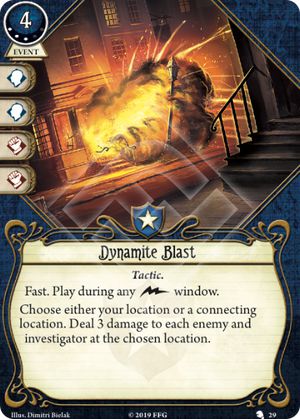 4
EVENT
Dynamite Blast
Tactic.
Fast. Play during any window.
Choose either your location or a connecting
location. Deal 3 damage to each enemy and
investigator at the chosen location.
Illus. Dimitri Bielak
© 2019 FFG
29